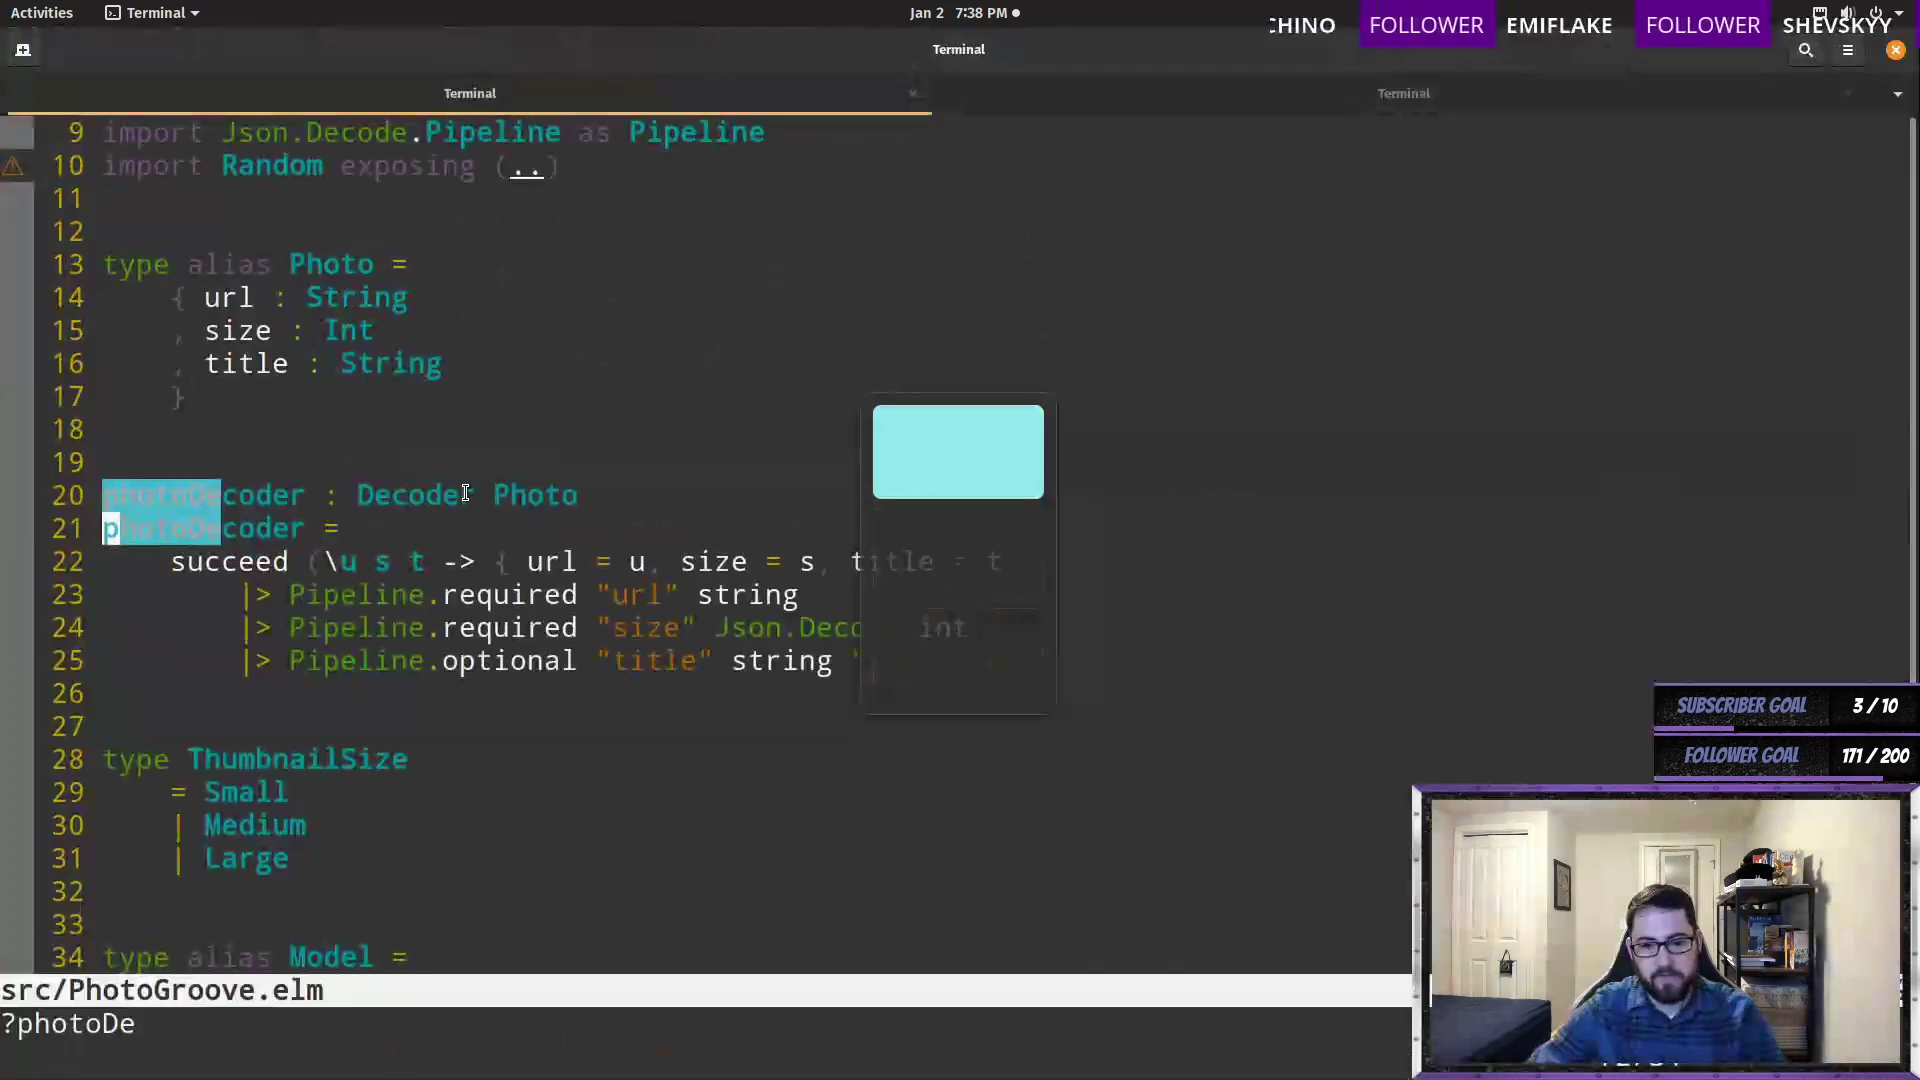 Activities Terminal Jan 2 7:38 PM
CHINO FOLLOWER EMIFLAKE FOLLOWER SHEVSKYY
Terminal
Terminal Terminal
9 import Json.Decode.Pipeline as Pipeline
10 import Random exposing (..)
11
12
13 type alias Photo =
14 { url : String
15 , size : Int
16 , title : String
17 }
18
19
20 photoDecoder : Decoder Photo
21 photoDecoder =
22 succeed (\u s t -> { url = u, size = s, title = t
23 |> Pipeline.required "url" string
24 |> Pipeline.required "size" Json.Deco int
25 |> Pipeline.optional "title" string "
26
27
28 type ThumbnailSize
29 = Small
30 | Medium
31 | Large
32
33
34 type alias Model =
src/PhotoGroove.elm
?photoDe
SUBSCRIBER GOAL 3 / 10
FOLLOWER GOAL 171 / 200